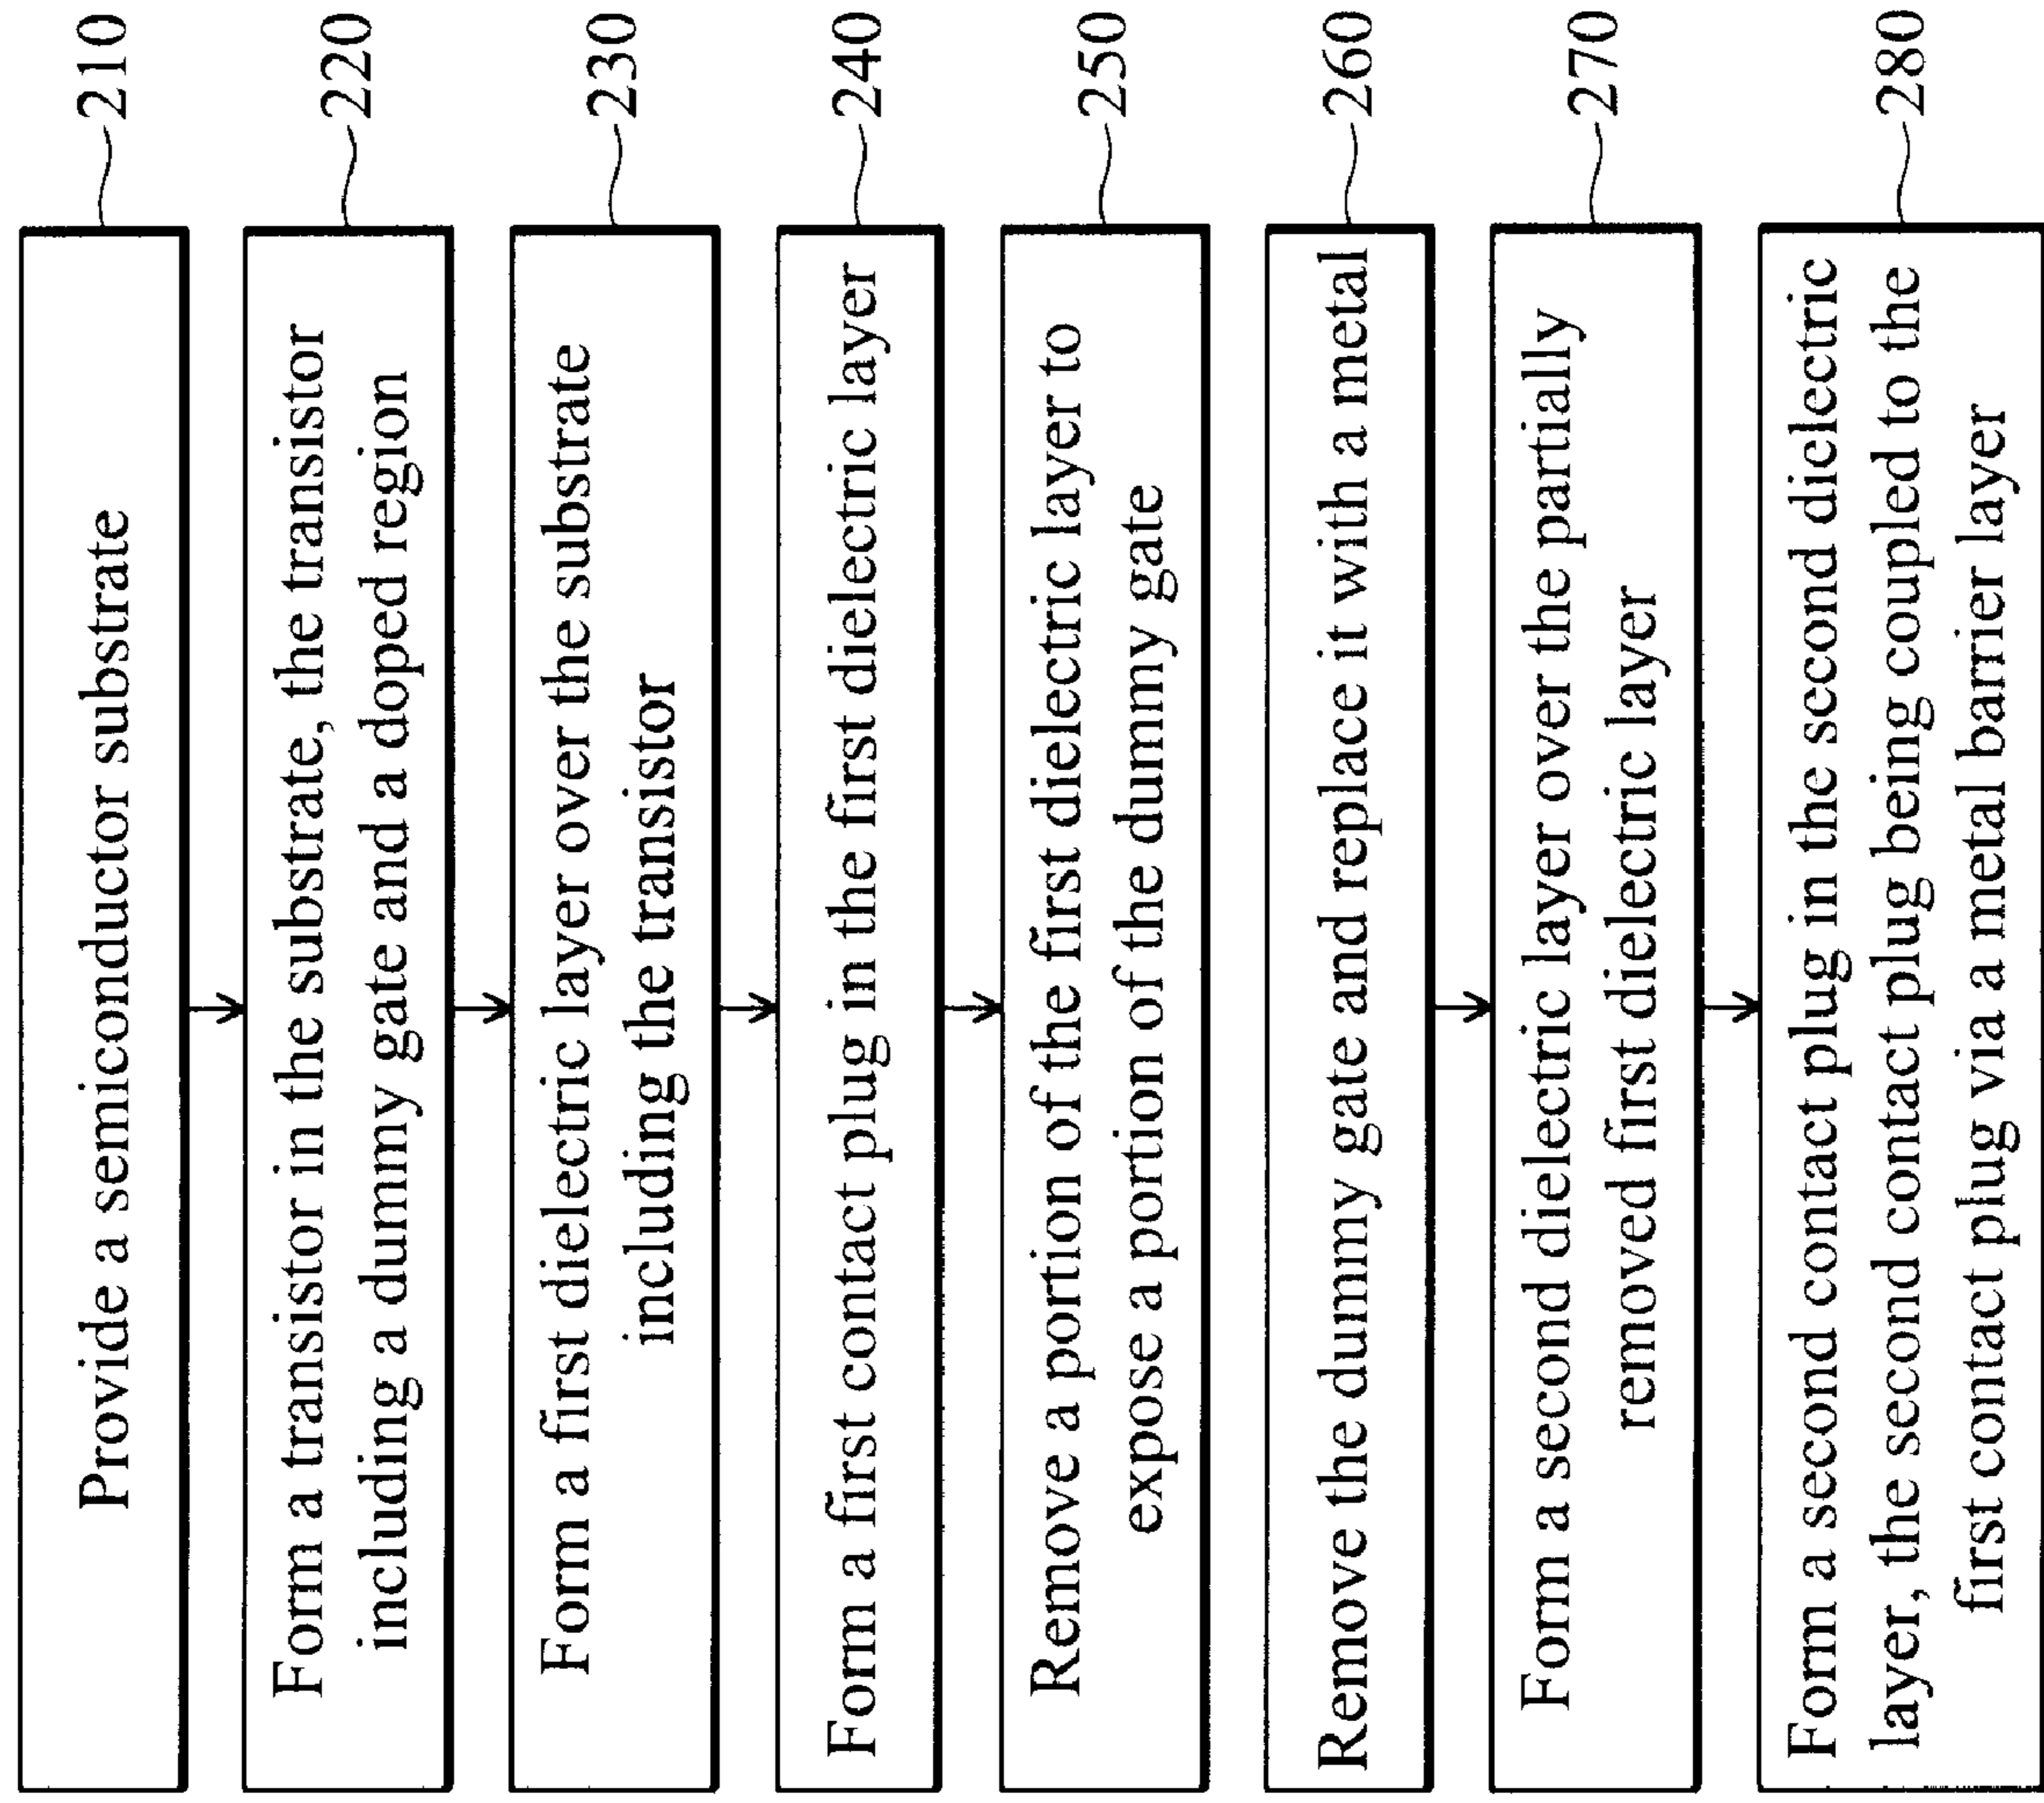 Provide a semiconductor substrate
210
Form a transistor in the substrate, the transistor
including a dummy gate and a doped region
220
Form a first dielectric layer over the substrate
including the transistor
230
Form a first contact plug in the first dielectric layer
240
Remove a portion of the first dielectric layer to
expose a portion of the dummy gate
250
Remove the dummy gate and replace it with a metal
260
Form a second dielectric layer over the partially
removed first dielectric layer
270
Form a second contact plug in the second dielectric
layer, the second contact plug being coupled to the
first contact plug via a metal barrier layer
280